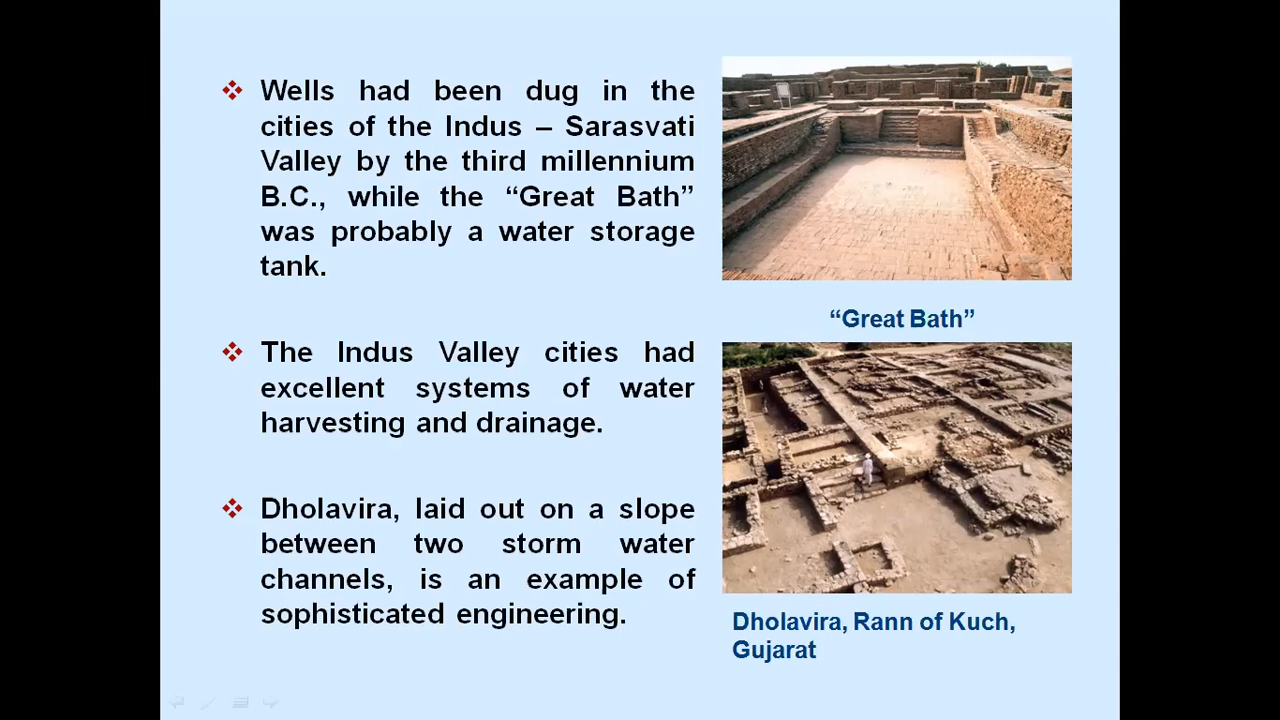 Wells had been dug in the
cities of the Indus – Sarasvati
Valley by the third millennium
B.C., while the “Great Bath”
was probably a water storage
tank.
The Indus Valley cities had
excellent systems of water
harvesting and drainage.
Dholavira, laid out on a slope
between two storm water
channels, is an example of
sophisticated engineering.
“Great Bath”
Dholavira, Rann of Kuch,
Gujarat